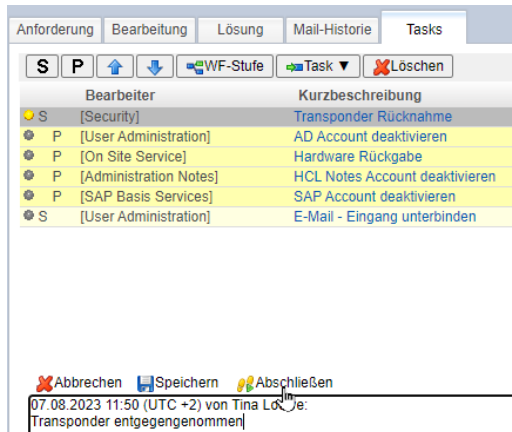 Anforderung Bearbeitung Lösung Mail-Historie Tasks
S P WF-Stufe Task ▼ Löschen
Bearbeiter Kurzbeschreibung
S [Security] Transponder Rücknahme
P [User Administration] AD Account deaktivieren
P [On Site Service] Hardware Rückgabe
P [Administration Notes] HCL Notes Account deaktivieren
P [SAP Basis Services] SAP Account deaktivieren
S [User Administration] E-Mail - Eingang unterbinden
Abbrechen Speichern Abschließen
07.08.2023 11:50 (UTC +2) von Tina
Transponder entgegengenommen